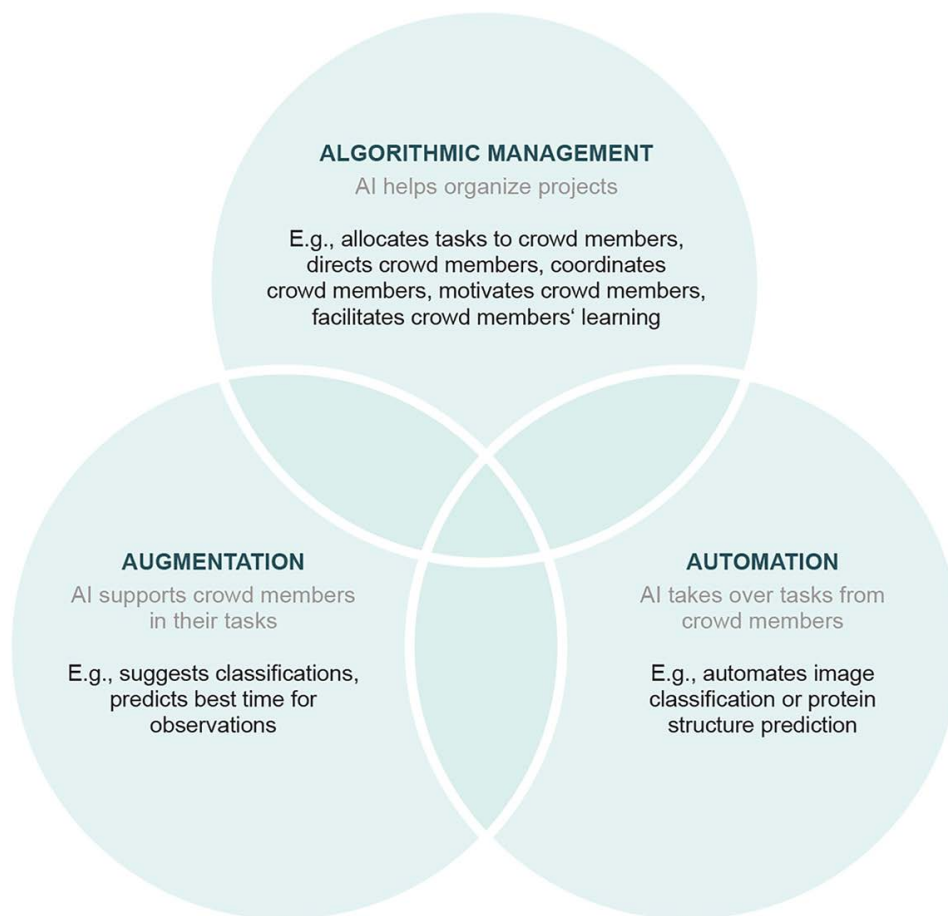 ALGORITHMIC MANAGEMENT
AI helps organize projects
E.g., allocates tasks to crowd members,
directs crowd members, coordinates
crowd members, motivates crowd members,
facilitates crowd members‘ learning
AUGMENTATION
AI supports crowd members
in their tasks
E.g., suggests classifications,
predicts best time for
observations
AUTOMATION
AI takes over tasks from
crowd members
E.g., automates image
classification or protein
structure prediction